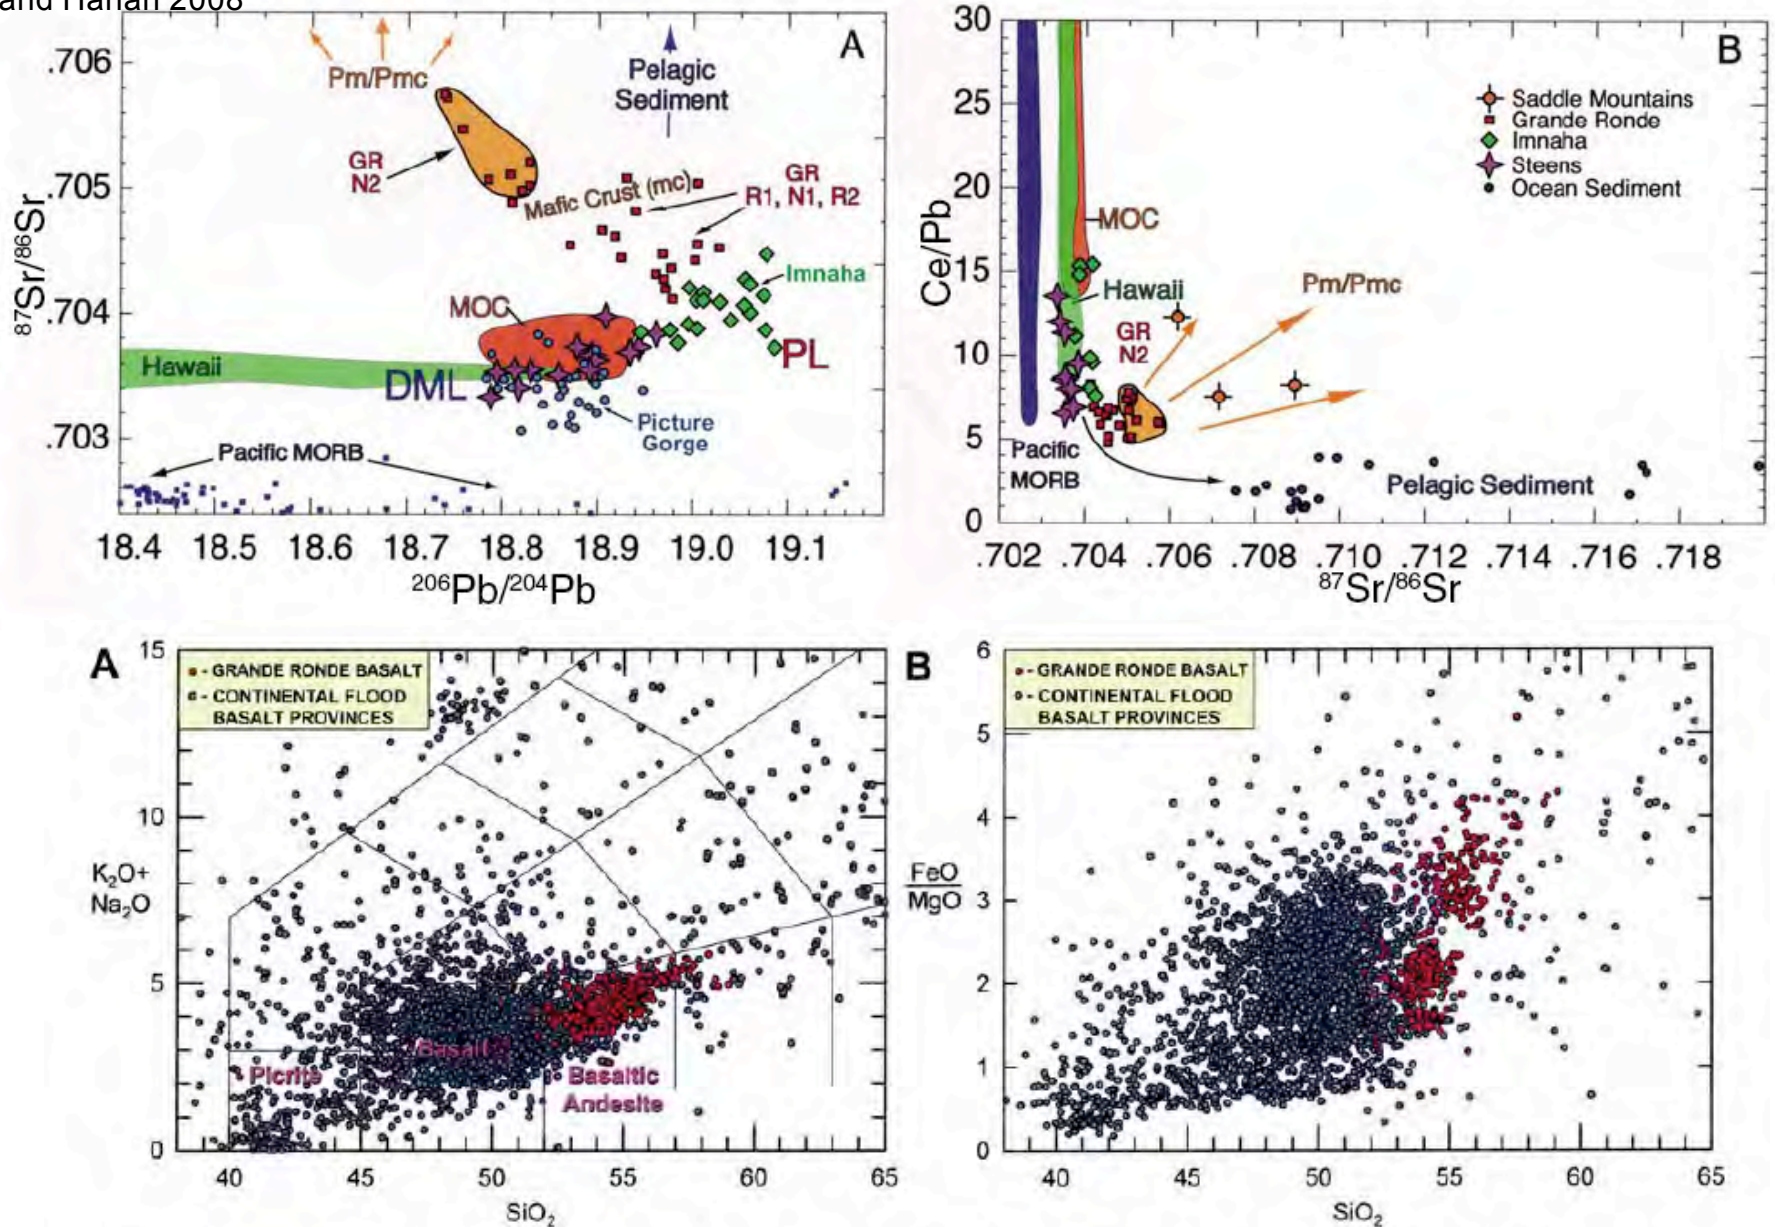 and Hanan 2008
A
.706
.705
.704
.703
87Sr/86Sr
Pm/Pmc
Pelagic
Sediment
GR
N2
Mafic Crust (mc)
GR
R1, N1, R2
Imnaha
MOC
PL
Hawaii
DML
Picture
Gorge
Pacific MORB
18.4 18.5 18.6 18.7 18.8 18.9 19.0 19.1
206Pb/204Pb
B
30
25
20
15
10
5
0
Ce/Pb
Saddle Mountains
Grande Ronde
Imnaha
Steens
Ocean Sediment
MOC
Hawaii
Pm/Pmc
GR
N2
Pacific
MORB
Pelagic Sediment
.702 .704 .706 .708 .710 .712 .714 .716 .718
87Sr/86Sr
A
15
10
5
0
K2O+
Na2O
- GRANDE RONDE BASALT
- CONTINENTAL FLOOD
BASALT PROVINCES
Basalt
Picrite
Basaltic
Andesite
40 45 50 55 60 65
SiO2
B
6
5
4
3
2
1
0
FeO
MgO
- GRANDE RONDE BASALT
- CONTINENTAL FLOOD
BASALT PROVINCES
40 45 50 55 60 65
SiO2